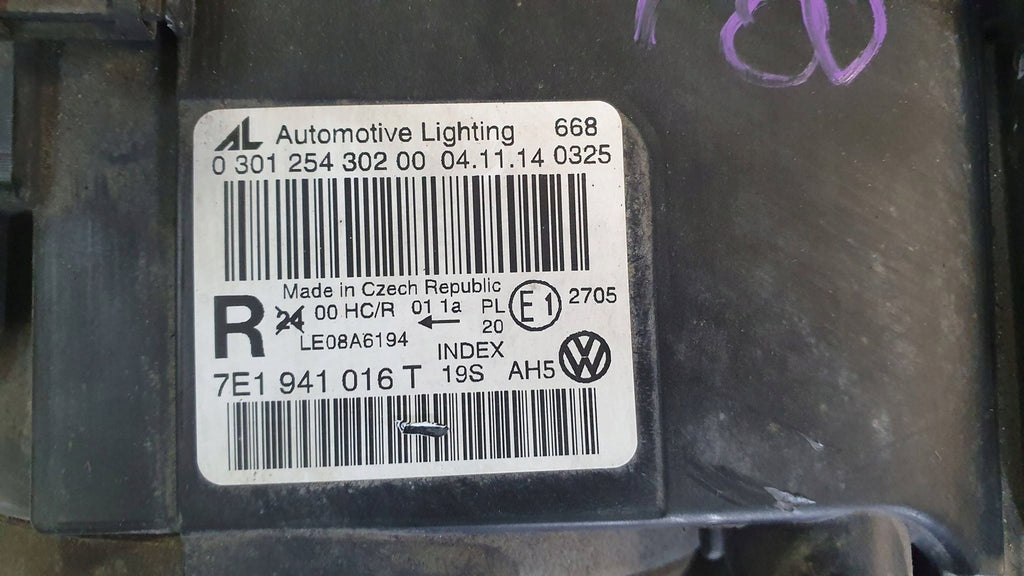 AL Automotive Lighting 668
0 301 254 302 00 04.11.14 0325
Made in Czech Republic
R 24 00 HC/R 01 1a PL E1 2705
← 20
LE08A6194
INDEX
7E1 941 016 T 19S AH5 VW